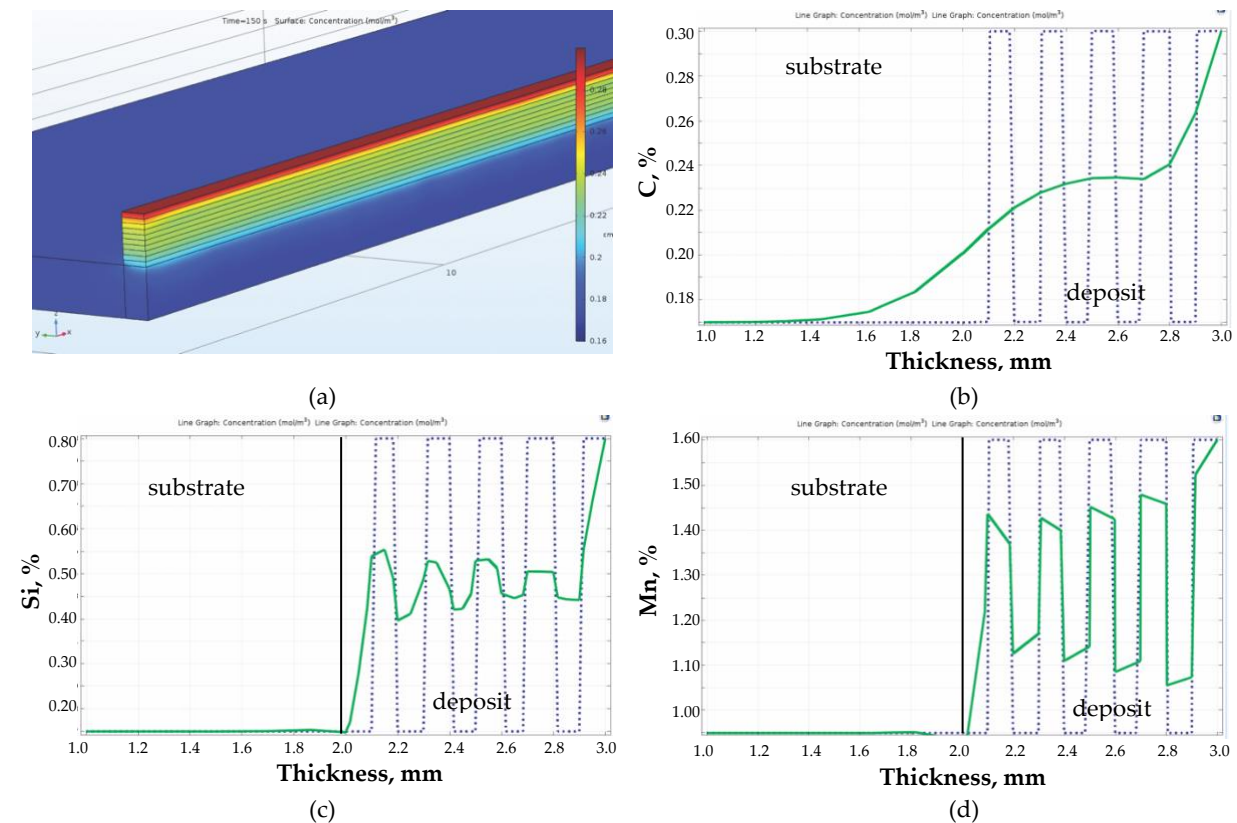 Time=150 s Surface: Concentration (mol/m³)
0.28
0.26
0.24
0.22
cm
0.2
0.18
0.16
10
z
y
x
(a)
Line Graph: Concentration (mol/m³) Line Graph: Concentration (mol/m³)
C, %
0.30
0.28
0.26
0.24
0.22
0.20
0.18
substrate
deposit
1.0 1.2 1.4 1.6 1.8 2.0 2.2 2.4 2.6 2.8 3.0
Thickness, mm
(b)
Line Graph: Concentration (mol/m³) Line Graph: Concentration (mol/m³)
Si, %
0.80
0.70
0.60
0.50
0.40
0.30
0.20
substrate
deposit
1.0 1.2 1.4 1.6 1.8 2.0 2.2 2.4 2.6 2.8 3.0
Thickness, mm
(c)
Line Graph: Concentration (mol/m³) Line Graph: Concentration (mol/m³)
Mn, %
1.60
1.50
1.40
1.30
1.20
1.10
1.00
substrate
deposit
1.0 1.2 1.4 1.6 1.8 2.0 2.2 2.4 2.6 2.8 3.0
Thickness, mm
(d)